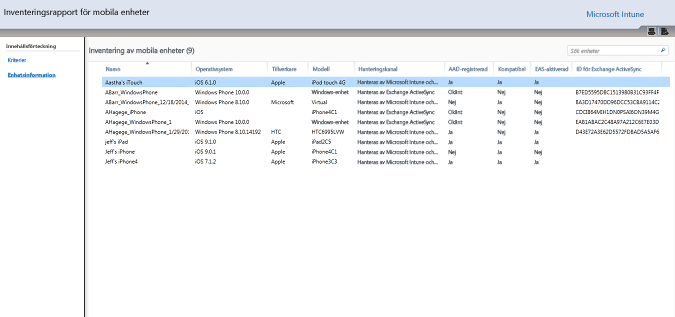 Inventeringsrapport för mobila enheter
Microsoft Intune
Innehållsförteckning
Kriterier
Enhetsinformation
Inventering av mobila enheter (9)
Sök enheter
Namn Operativsystem Tillverkare Modell Hanteringskanal AAD-registrerad Kompatibel EAS-aktiverad ID för Exchange ActiveSync
Aastha's iTouch iOS 6.1.0 Apple iPod touch 4G Hanteras av Microsoft Intune och... Ja Ja Ja
ABarr_WindowsPhone Windows Phone 10.0.0 Windows-enhet Hanteras av Exchange ActiveSync Okänt Nej Nej
ABarr_WindowsPhone_12/18/2014_ Windows Phone 8.10.0 Microsoft Virtual Hanteras av Microsoft Intune och... Nej Ja Ja
AHagege_iPhone iOS iPhone4C1 Hanteras av Exchange ActiveSync Okänt Nej Nej
AHagege_WindowsPhone_1 Windows Phone 10.0.0 Windows-enhet Hanteras av Exchange ActiveSync Okänt Nej Nej
AHagege_WindowsPhone_1/29/201 Windows Phone 8.10.14192 HTC HTC6995LVW Hanteras av Microsoft Intune och... Ja Ja Ja
jeff's iPad iOS 9.1.0 Apple iPad2C5 Hanteras av Microsoft Intune och... Ja Ja Nej
Jeff's iPhone iOS 9.0.1 Apple iPhone4C1 Hanteras av Microsoft Intune och... Nej Ja Nej
Jeff's iPhone4 iOS 7.1.2 Apple iPhone3C3 Hanteras av Microsoft Intune och... Ja Ja Ja